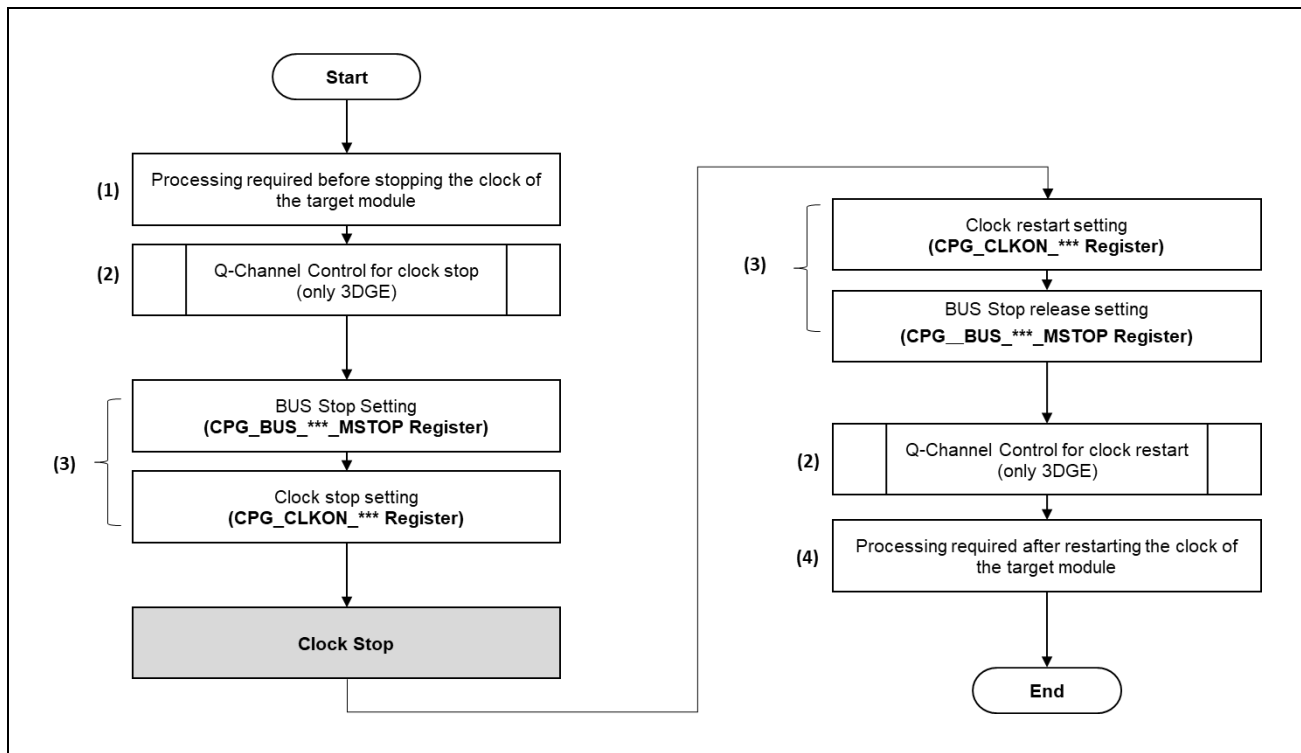 Start
(1)
Processing required before stopping the clock of
the target module
(2)
Q-Channel Control for clock stop
(only 3DGE)
(3)
BUS Stop Setting
(CPG_BUS_***_MSTOP Register)
Clock stop setting
(CPG_CLKON_*** Register)
Clock Stop
(3)
Clock restart setting
(CPG_CLKON_*** Register)
BUS Stop release setting
(CPG__BUS_***_MSTOP Register)
(2)
Q-Channel Control for clock restart
(only 3DGE)
(4)
Processing required after restarting the clock of
the target module
End